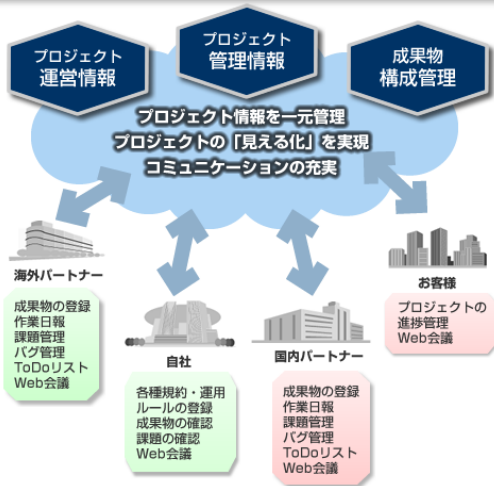 プロジェクト
運営情報
プロジェクト
管理情報
成果物
構成管理
プロジェクト情報を一元管理
プロジェクトの「見える化」を実現
コミュニケーションの充実
海外パートナー
成果物の登録
作業日報
課題管理
バグ管理
ToDoリスト
Web会議
自社
各種規約・運用
ルールの登録
成果物の確認
課題の確認
Web会議
国内パートナー
成果物の登録
作業日報
課題管理
バグ管理
ToDoリスト
Web会議
お客様
プロジェクトの
進捗管理
Web会議